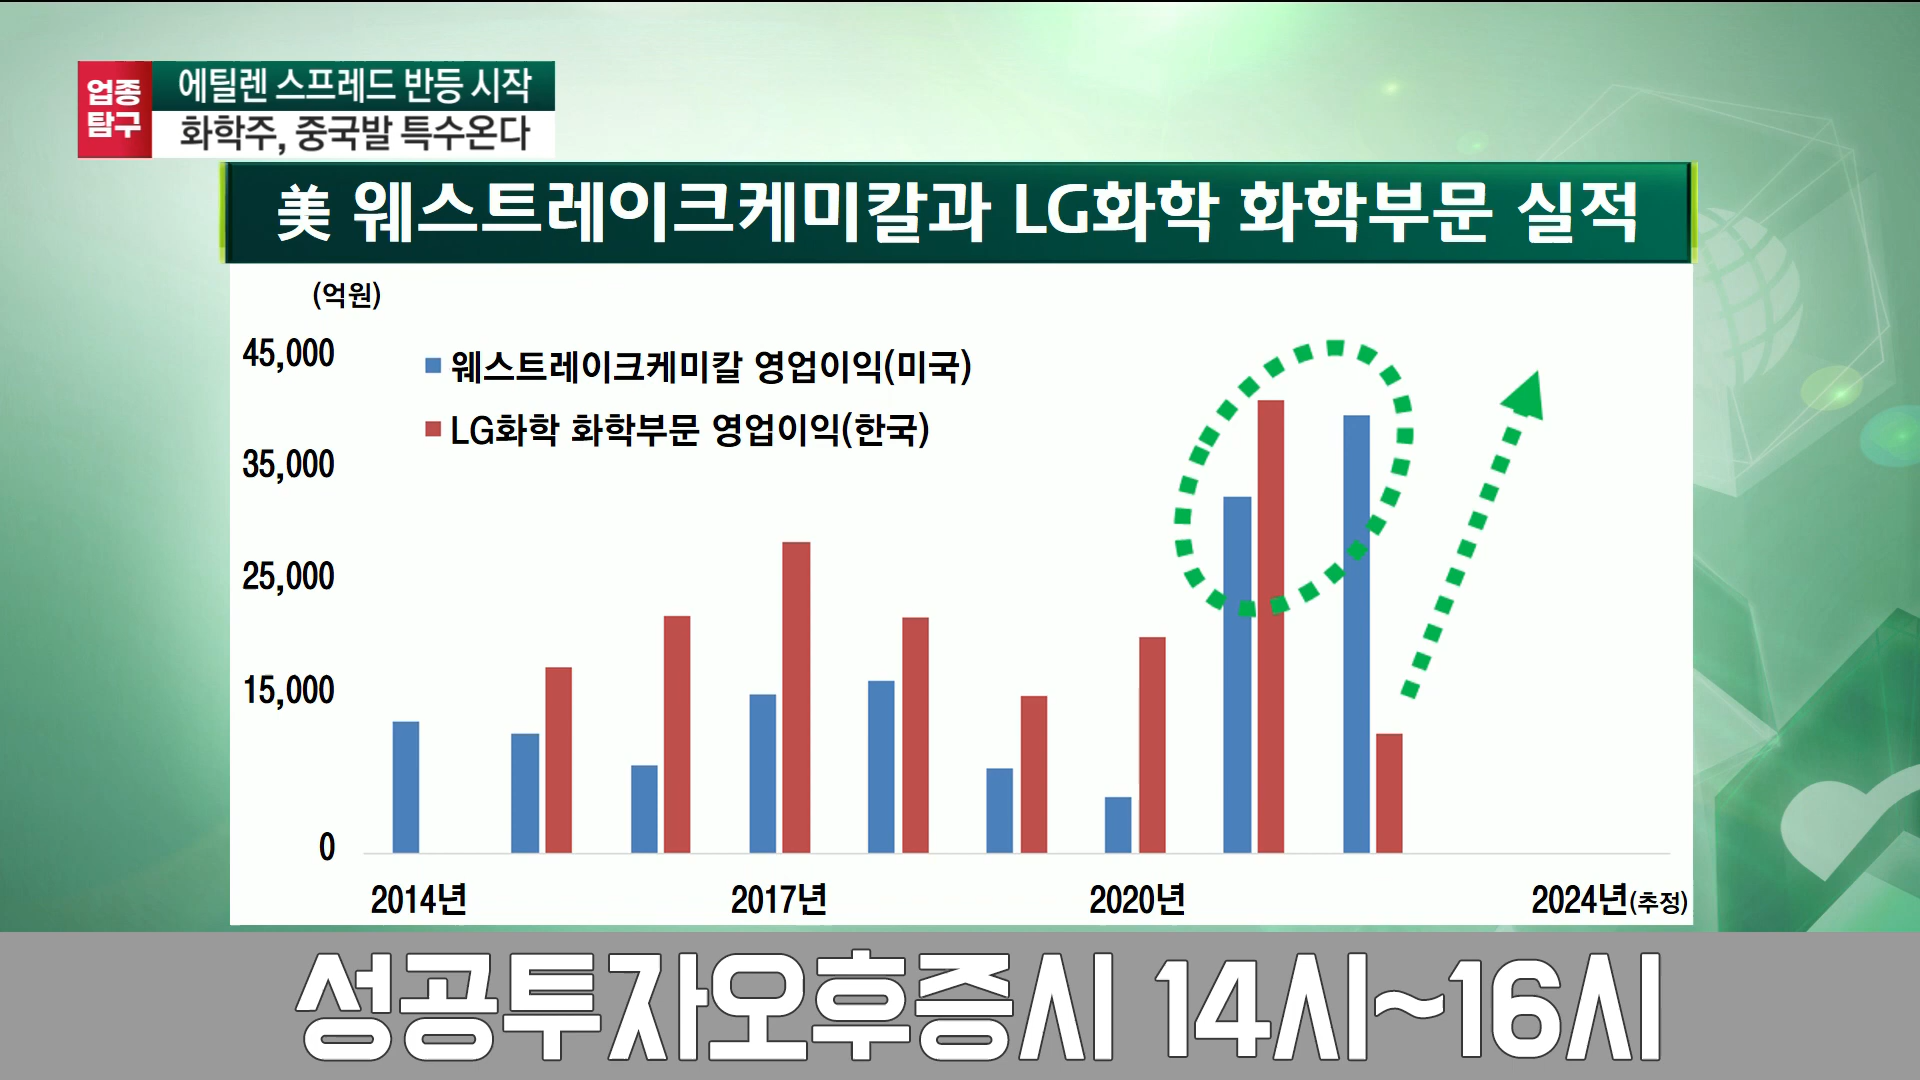 업종
탐구
에틸렌 스프레드 반등 시작
화학주, 중국발 특수온다
美 웨스트레이크케미칼과 LG화학 화학부문 실적
(억원)
45,000
35,000
25,000
15,000
0
웨스트레이크케미칼 영업이익(미국)
LG화학 화학부문 영업이익(한국)
2014년
2017년
2020년
2024년(추정)
성공투자오후증시 14시~16시